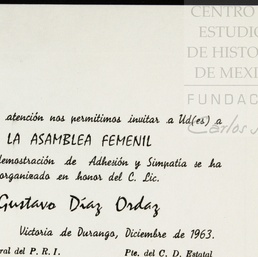 CENTRO
ESTUDIO
DE HISTO
DE MEXI
FUNDAC
Carlos
atención nos permitimos invitar a Ud(es) a
LA ASAMBLEA FEMENIL
demostración de Adhesión y Simpatía se ha
organizado en honor del C. Lic.
Gustavo Díaz Ordaz
Victoria de Durango, Diciembre de 1963.
ral del P. R. I. Pte. del C. D. Estatal